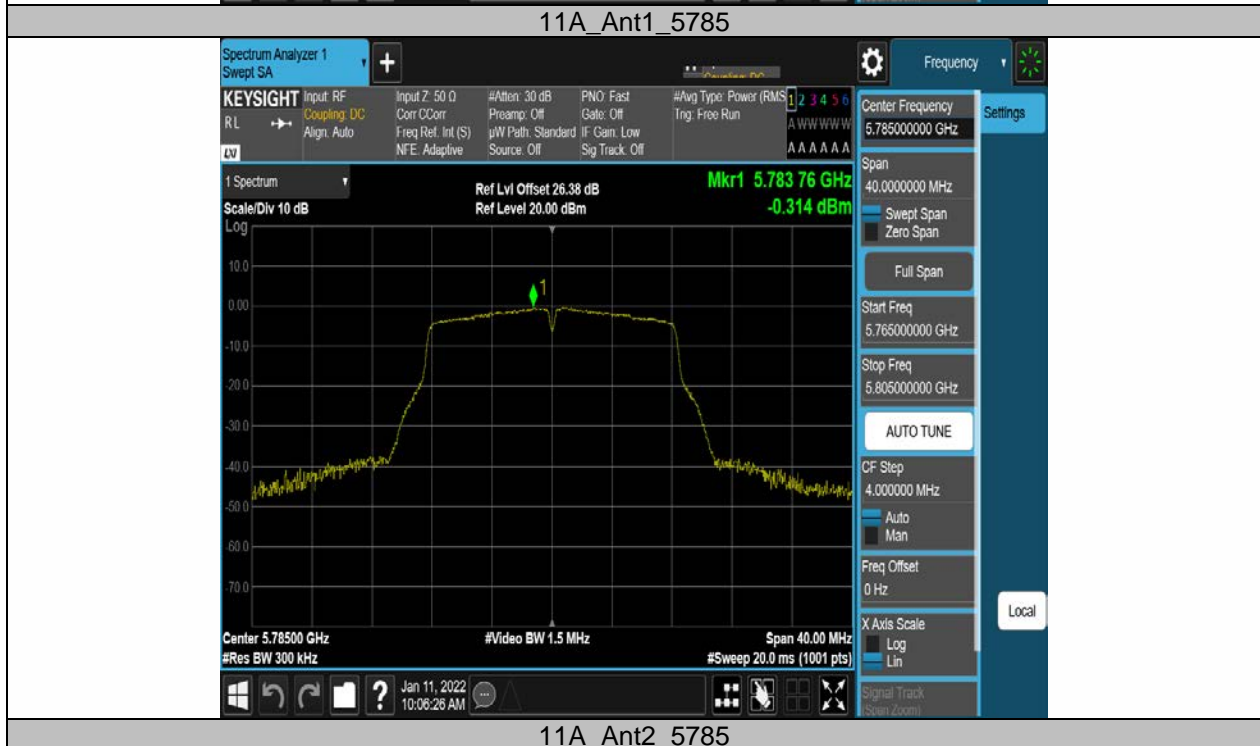 11A_Ant1_5785
Spectrum Analyzer 1
Swept SA
+
Frequency
KEYSIGHT
RL
LXI
Input: RF
Coupling: DC
Align: Auto
Input Z: 50 Ω
Corr CCorr
Freq Ref: Int (S)
NFE: Adaptive
#Atten: 30 dB
Preamp: Off
µW Path: Standard
Source: Off
PNO: Fast
Gate: Off
IF Gain: Low
Sig Track: Off
#Avg Type: Power (RMS
Trig: Free Run
1 2 3 4 5 6
A W W W W W
A A A A A A
Center Frequency
5.785000000 GHz
Settings
Span
40.0000000 MHz
Swept Span
Zero Span
Full Span
Start Freq
5.765000000 GHz
Stop Freq
5.805000000 GHz
AUTO TUNE
CF Step
4.000000 MHz
Auto
Man
Freq Offset
0 Hz
X Axis Scale
Log
Lin
Signal Track
(Span Zoom)
Local
1 Spectrum
Scale/Div 10 dB
Log
Ref Lvl Offset 26.38 dB
Ref Level 20.00 dBm
Mkr1 5.783 76 GHz
-0.314 dBm
1
10.0
0.00
-10.0
-20.0
-30.0
-40.0
-50.0
-60.0
-70.0
Center 5.78500 GHz
#Res BW 300 kHz
#Video BW 1.5 MHz
Span 40.00 MHz
#Sweep 20.0 ms (1001 pts)
?
Jan 11, 2022
10:06:26 AM
11A_Ant2_5785